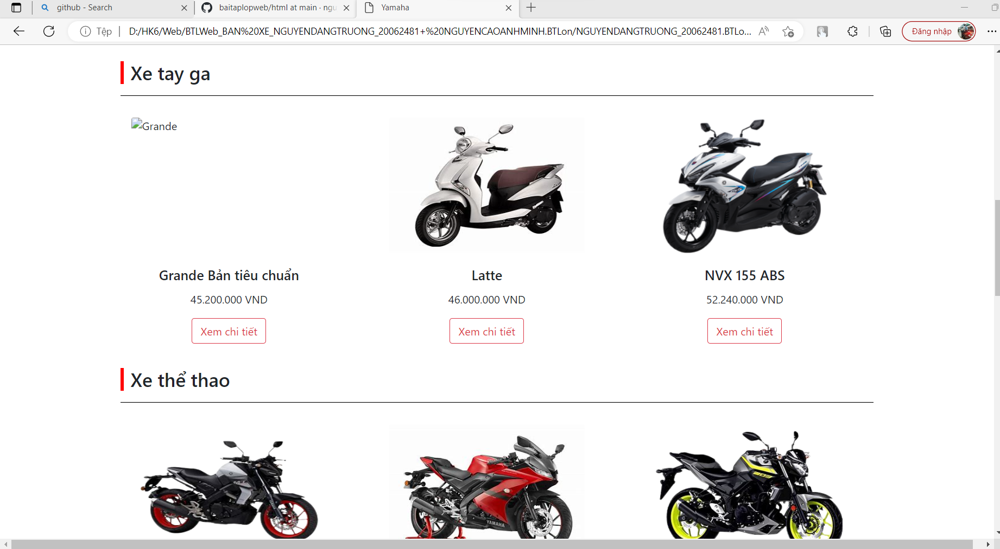 github - Search
baitaplopweb/html at main · ngu
Yamaha
Tệp
D:/HK6/Web/BTLWeb_BAN%20XE_NGUYENDANGTRUONG_20062481+%20NGUYENCAOANHMINH.BTLon/NGUYENDANGTRUONG_20062481.BTLo...
Đăng nhập
Xe tay ga
Grande
Grande Bản tiêu chuẩn
Latte
NVX 155 ABS
45.200.000 VND
46.000.000 VND
52.240.000 VND
Xem chi tiết
Xem chi tiết
Xem chi tiết
Xe thể thao
YAMAHA